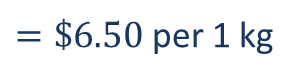 = $6.50 per 1 kg